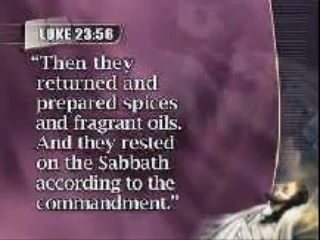 LUKE 23:56
“Then they
returned and
prepared spices
and fragrant oils.
And they rested
on the Sabbath
according to the
commandment.”